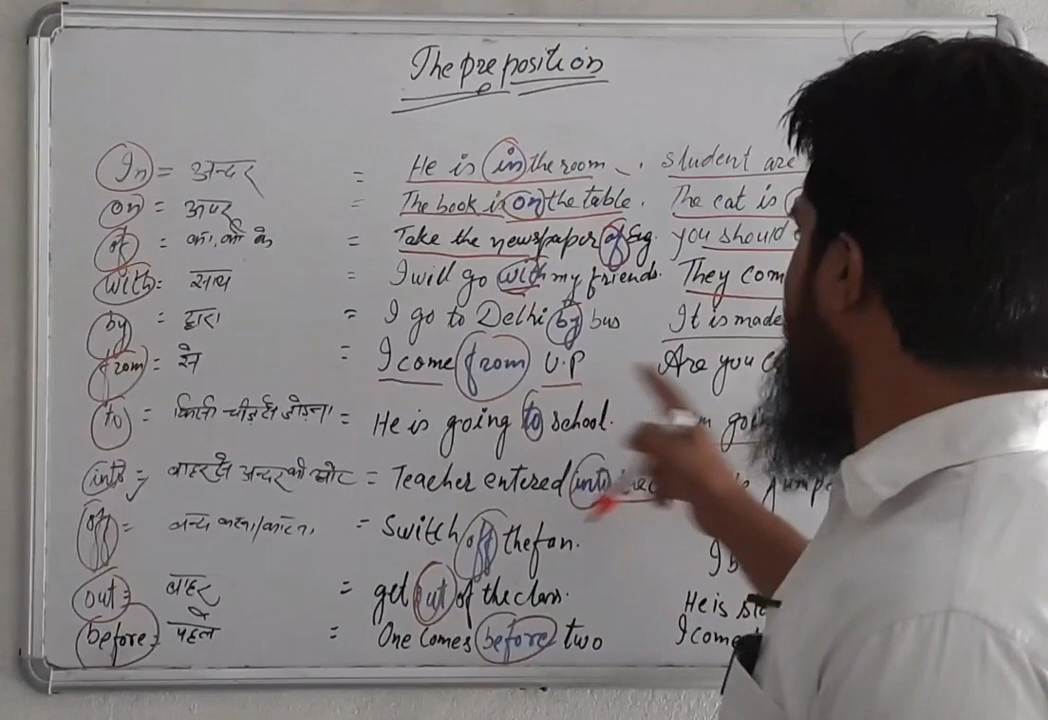 The preposition
In = अन्दर = He is in the room. Student are
on = ऊपर = The book is on the table. The cat is
of = का, की के = Take the newspaper of Eng. you should
with = साथ = I will go with my friends. They com
by = द्वारा = I go to Delhi by bus It is made
from = से = I come from U.P Are you c
to = किसी चीज़ से जोड़ना = He is going to school. goin
into = बाहर से अन्दर की ओर = Teacher entered into jumpe
off = बन्द करना/काटना = Switch off the fan. I b
out = बाहर = get out of the class. He is sta
before = से पहले = One comes before two I come